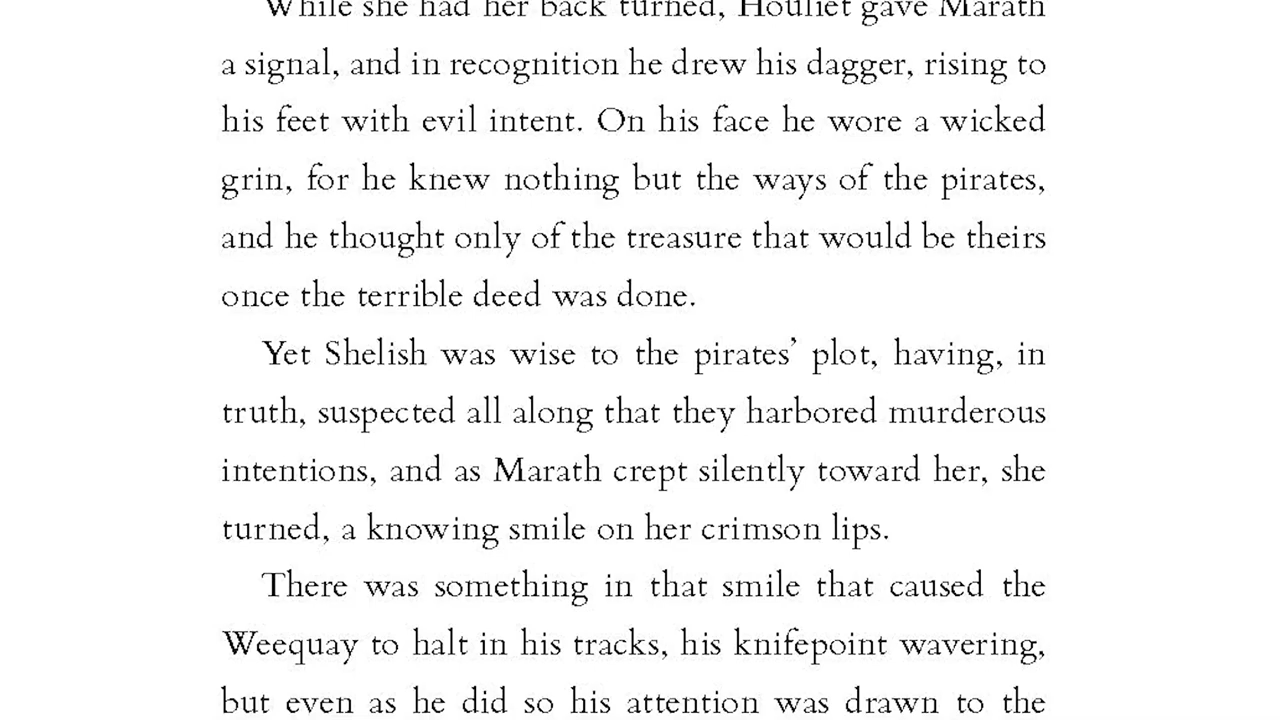 While she had her back turned, Houliet gave Marath
a signal, and in recognition he drew his dagger, rising to
his feet with evil intent. On his face he wore a wicked
grin, for he knew nothing but the ways of the pirates,
and he thought only of the treasure that would be theirs
once the terrible deed was done.
Yet Shelish was wise to the pirates’ plot, having, in
truth, suspected all along that they harbored murderous
intentions, and as Marath crept silently toward her, she
turned, a knowing smile on her crimson lips.
There was something in that smile that caused the
Weequay to halt in his tracks, his knifepoint wavering,
but even as he did so his attention was drawn to the